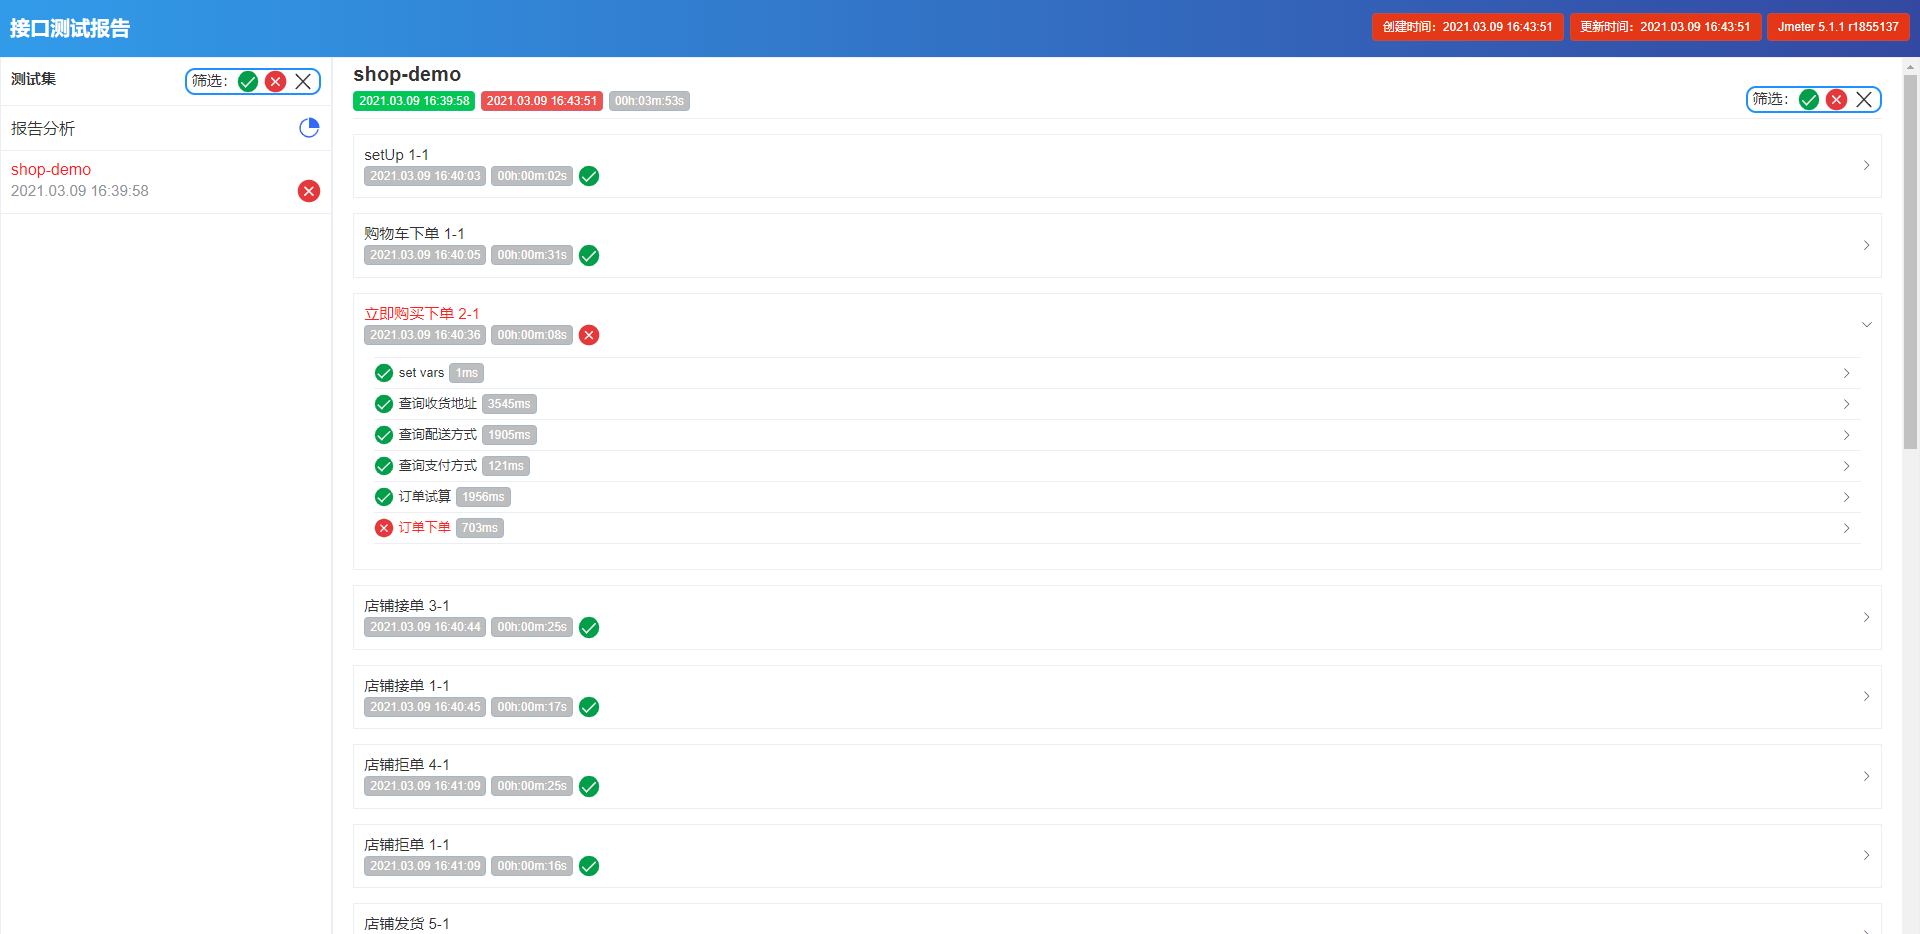 接口测试报告
创建时间：2021.03.09 16:43:51 更新时间：2021.03.09 16:43:51 Jmeter 5.1.1 r1855137
测试集 筛选：
报告分析
shop-demo
2021.03.09 16:39:58
shop-demo
2021.03.09 16:39:58 2021.03.09 16:43:51 00h:03m:53s
筛选：
setUp 1-1
2021.03.09 16:40:03 00h:00m:02s
购物车下单 1-1
2021.03.09 16:40:05 00h:00m:31s
立即购买下单 2-1
2021.03.09 16:40:36 00h:00m:08s
set vars 1ms
查询收货地址 3545ms
查询配送方式 1905ms
查询支付方式 121ms
订单试算 1956ms
订单下单 703ms
店铺接单 3-1
2021.03.09 16:40:44 00h:00m:25s
店铺接单 1-1
2021.03.09 16:40:45 00h:00m:17s
店铺拒单 4-1
2021.03.09 16:41:09 00h:00m:25s
店铺拒单 1-1
2021.03.09 16:41:09 00h:00m:16s
店铺发货 5-1